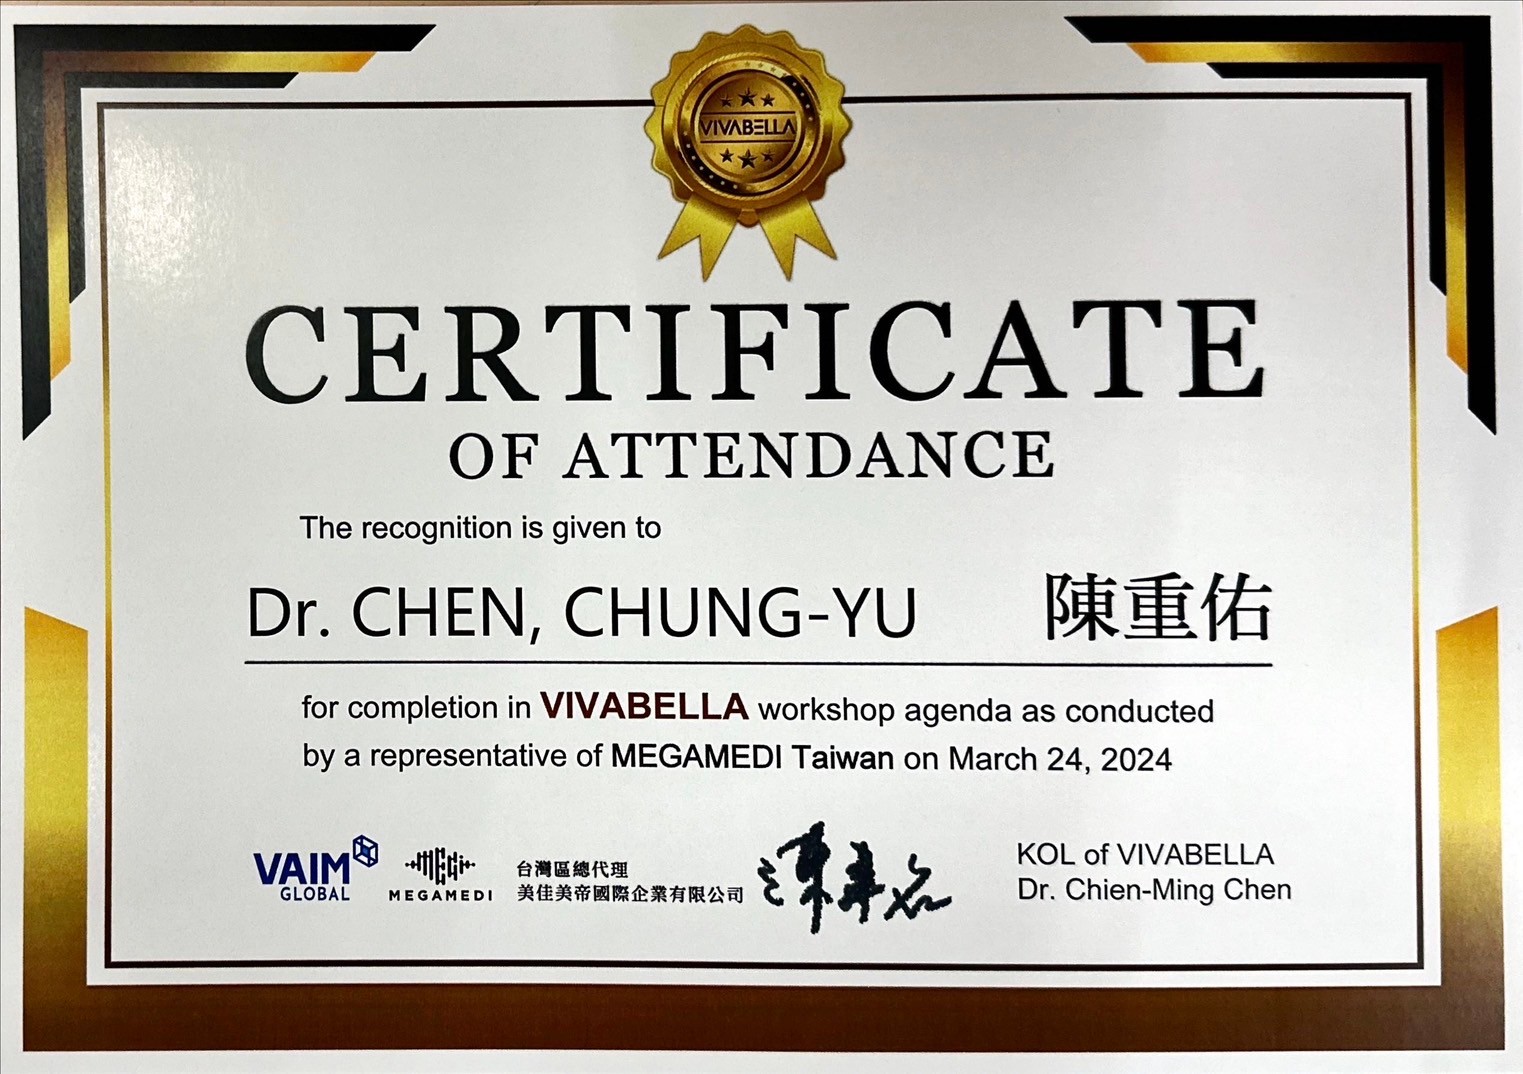 VIVABELLA
CERTIFICATE
OF ATTENDANCE
The recognition is given to
Dr. CHEN, CHUNG-YU 陳重佑
for completion in VIVABELLA workshop agenda as conducted
by a representative of MEGAMEDI Taiwan on March 24, 2024
VAIM
GLOBAL
MEGi
MEGAMEDI
台灣區總代理
美佳美帝國際企業有限公司
KOL of VIVABELLA
Dr. Chien-Ming Chen